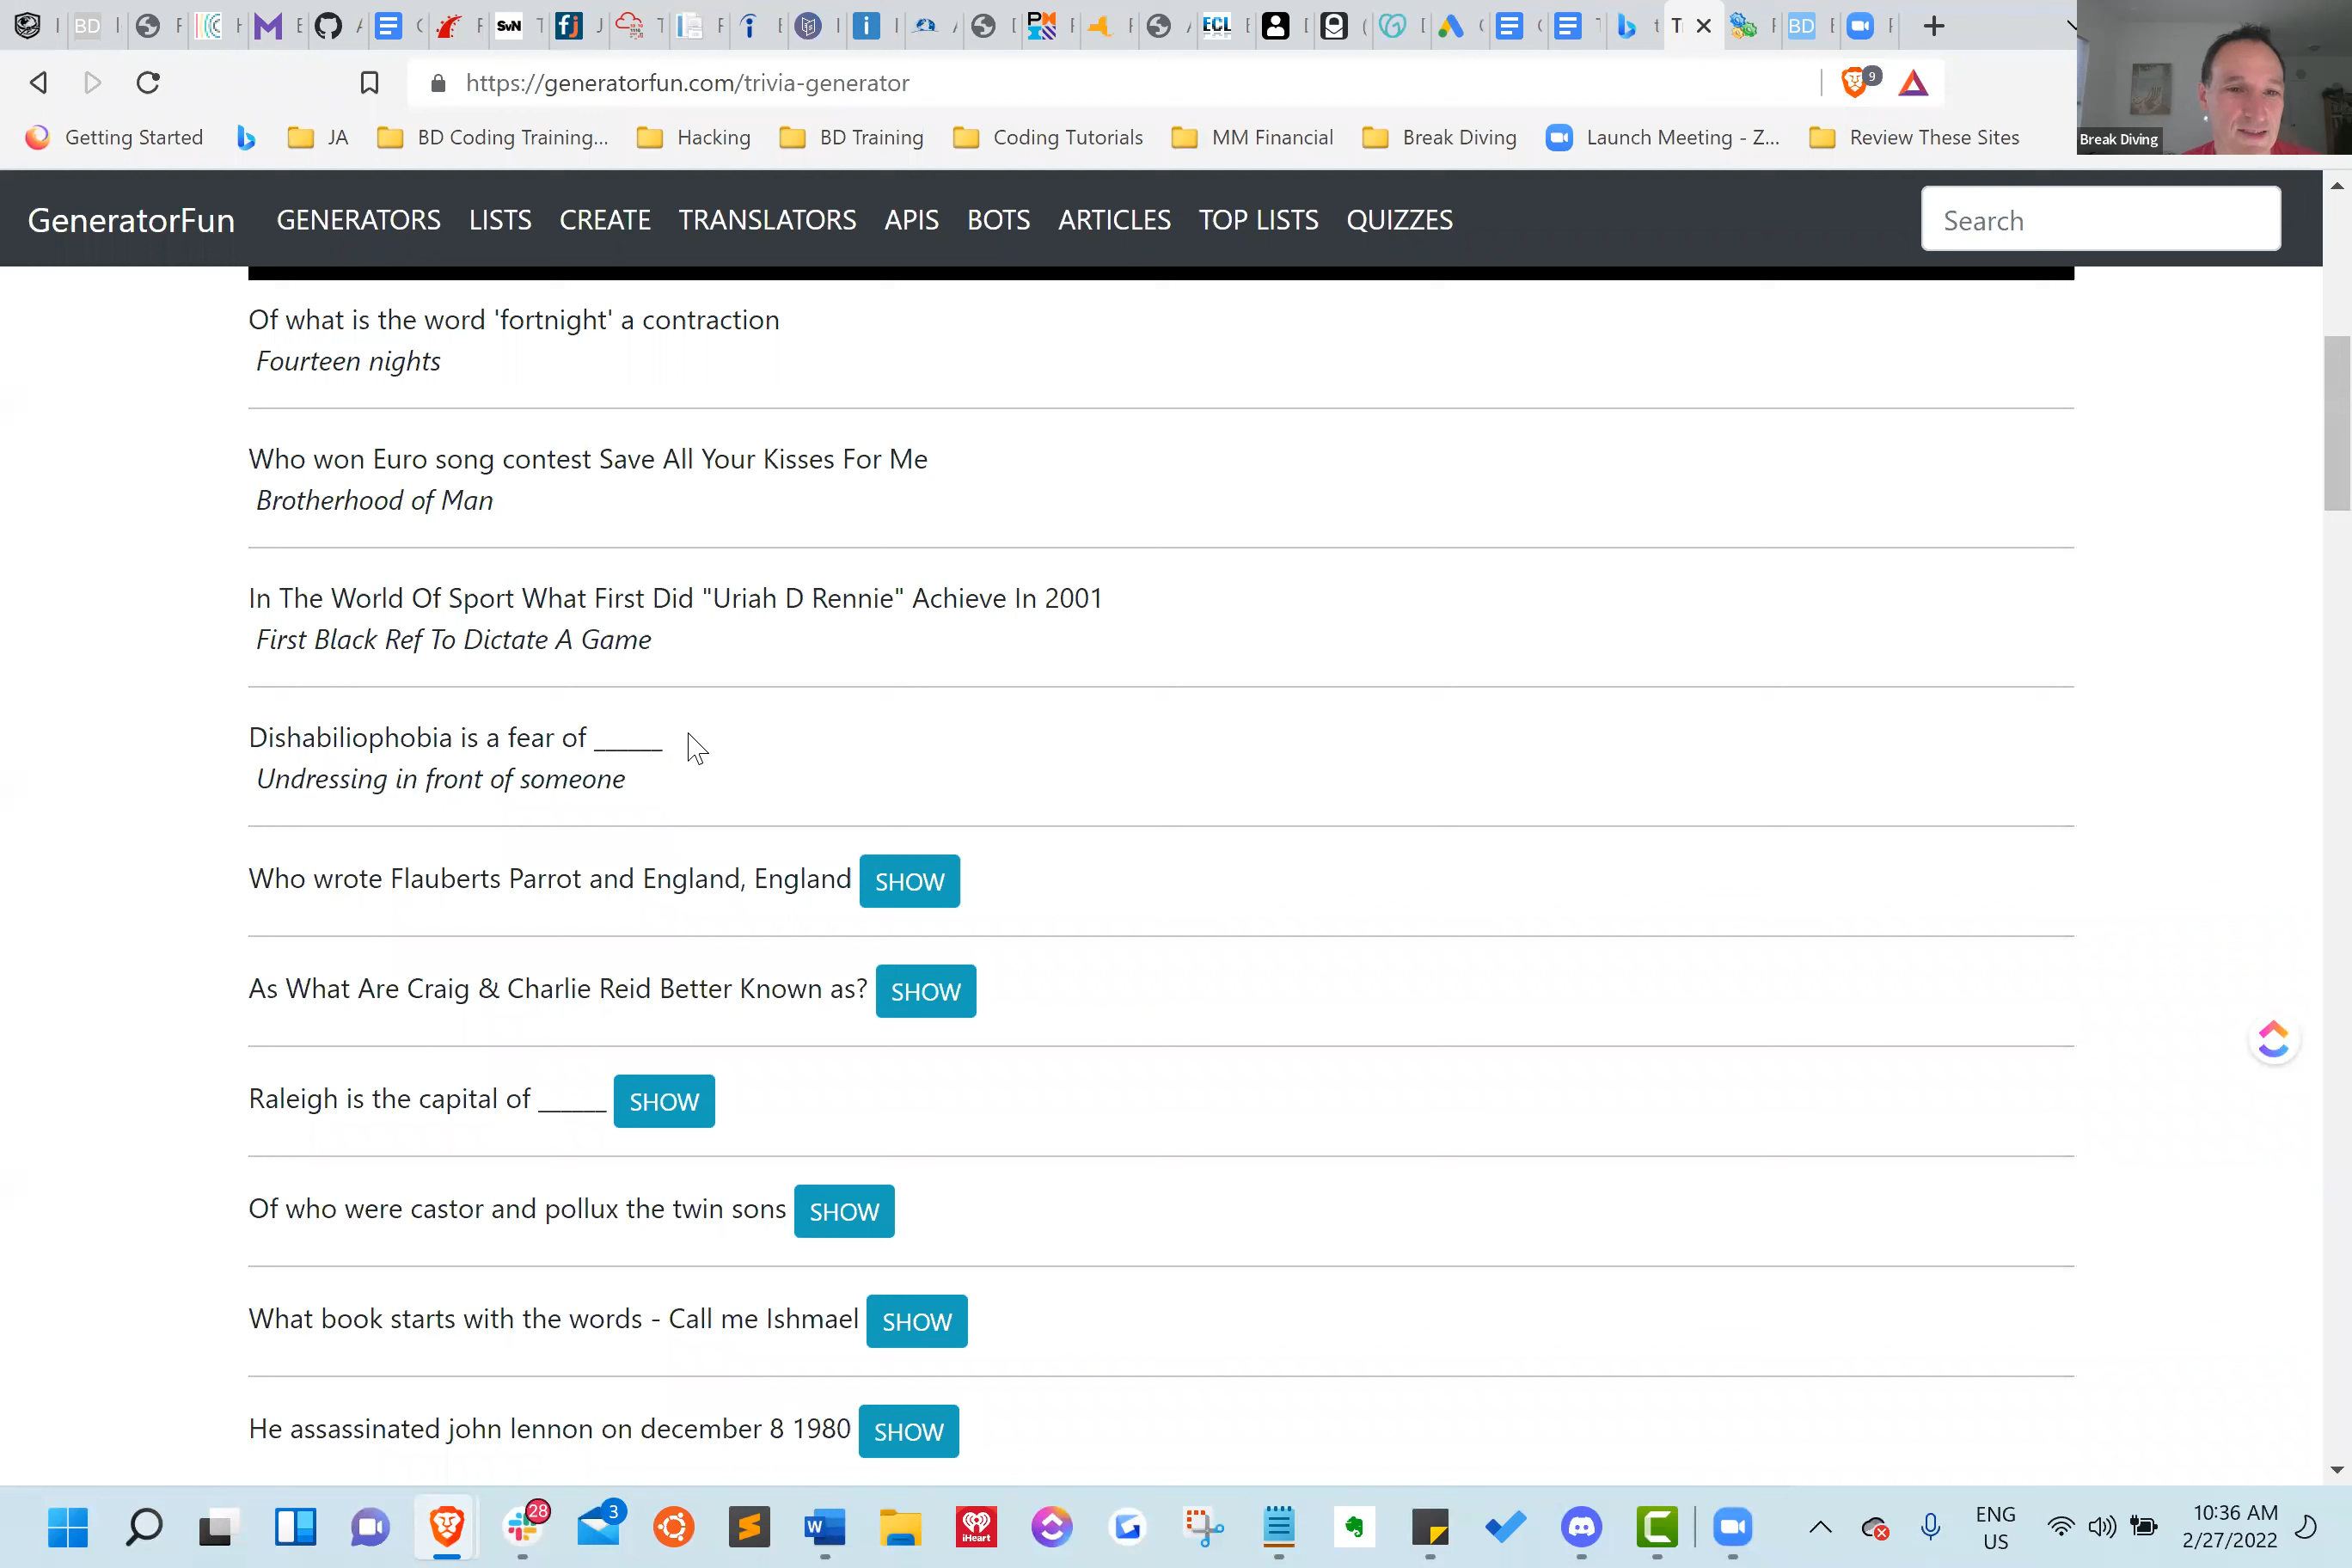 https://generatorfun.com/trivia-generator
9
Getting Started
JA
BD Coding Training...
Hacking
BD Training
Coding Tutorials
MM Financial
Break Diving
Launch Meeting - Z...
Review These Sites
Break Diving
GeneratorFun
GENERATORS
LISTS
CREATE
TRANSLATORS
APIS
BOTS
ARTICLES
TOP LISTS
QUIZZES
Search
Of what is the word 'fortnight' a contraction
Fourteen nights
Who won Euro song contest Save All Your Kisses For Me
Brotherhood of Man
In The World Of Sport What First Did "Uriah D Rennie" Achieve In 2001
First Black Ref To Dictate A Game
Dishabiliophobia is a fear of ______
Undressing in front of someone
Who wrote Flauberts Parrot and England, England SHOW
As What Are Craig & Charlie Reid Better Known as? SHOW
Raleigh is the capital of ______ SHOW
Of who were castor and pollux the twin sons SHOW
What book starts with the words - Call me Ishmael SHOW
He assassinated john lennon on december 8 1980 SHOW
28
3
iHeart
ENG
US
10:36 AM
2/27/2022